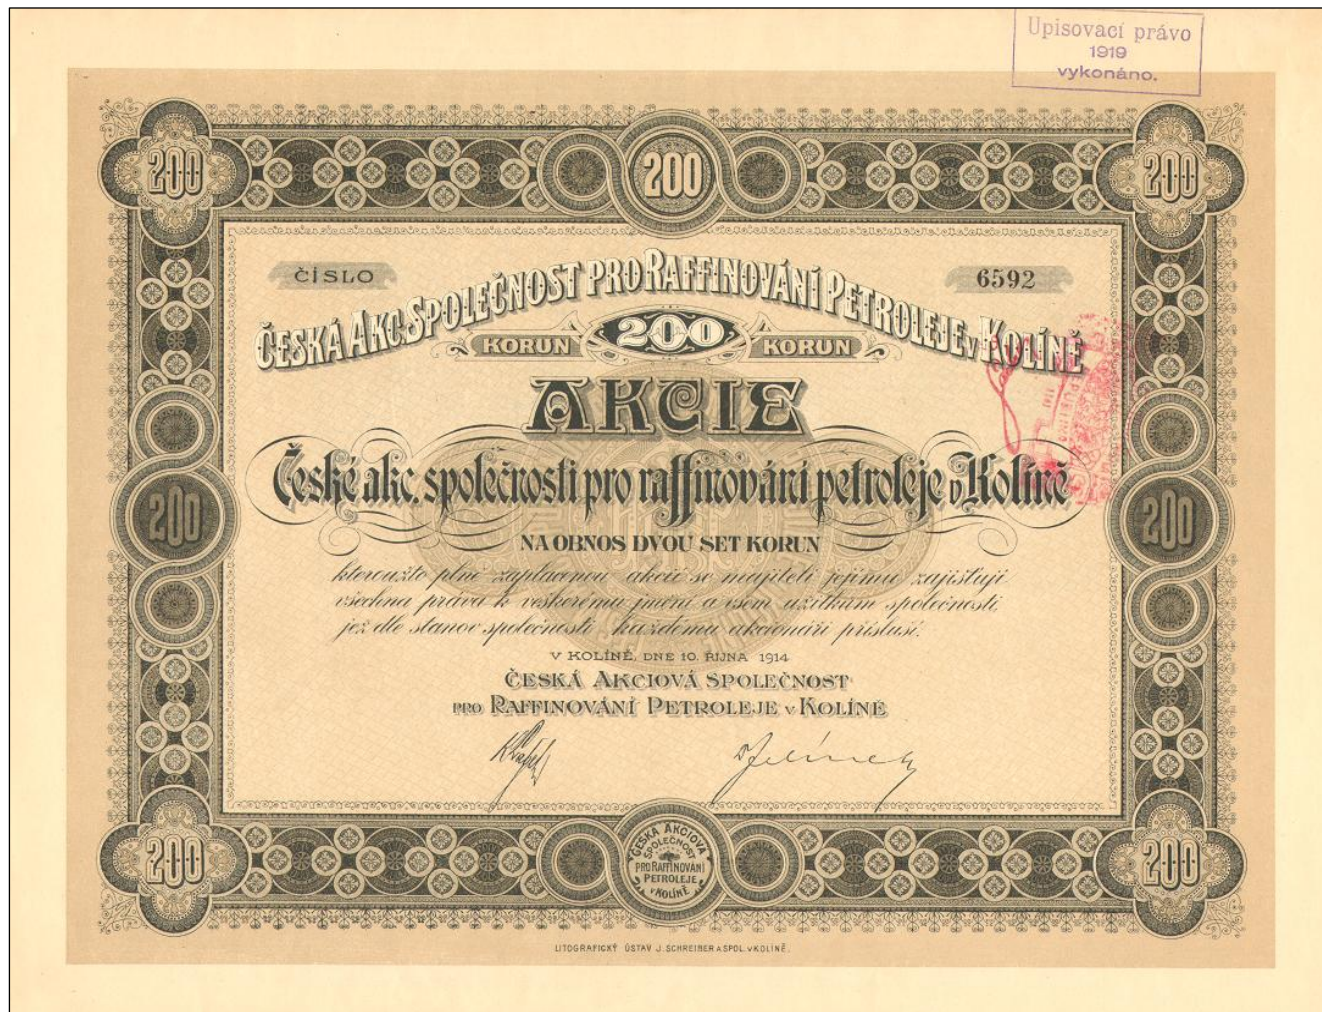 Upisovací právo
1919
vykonáno.
200 200 200
ČÍSLO 6592
ČESKÁ AKC. SPOLEČNOST PRO RAFFINOVÁNÍ PETROLEJE v KOLÍNĚ
KORUN 200 KORUN
AKCIE
České akc. společnosti pro raffinování petroleje v Kolíně
200 200
NA OBNOS DVOU SET KORUN
kteroužto plně zaplacenou akcií se majiteli jejímu zajišťují
všechna práva k veškerému jmění a všem užitkům společnosti,
jež dle stanov společnosti každému akcionáři přísluší.
V KOLÍNĚ, DNE 10. ŘÍJNA 1914
ČESKÁ AKCIOVÁ SPOLEČNOST
PRO RAFFINOVÁNÍ PETROLEJE v KOLÍNĚ
Jelínek
200 200
ČESKÁ AKCIOVÁ
SPOLEČNOST
PRO RAFFINOVÁNÍ
PETROLEJE
v KOLÍNĚ
LITOGRAFICKÝ ÚSTAV J. SCHREIBER A SPOL. v KOLÍNĚ.